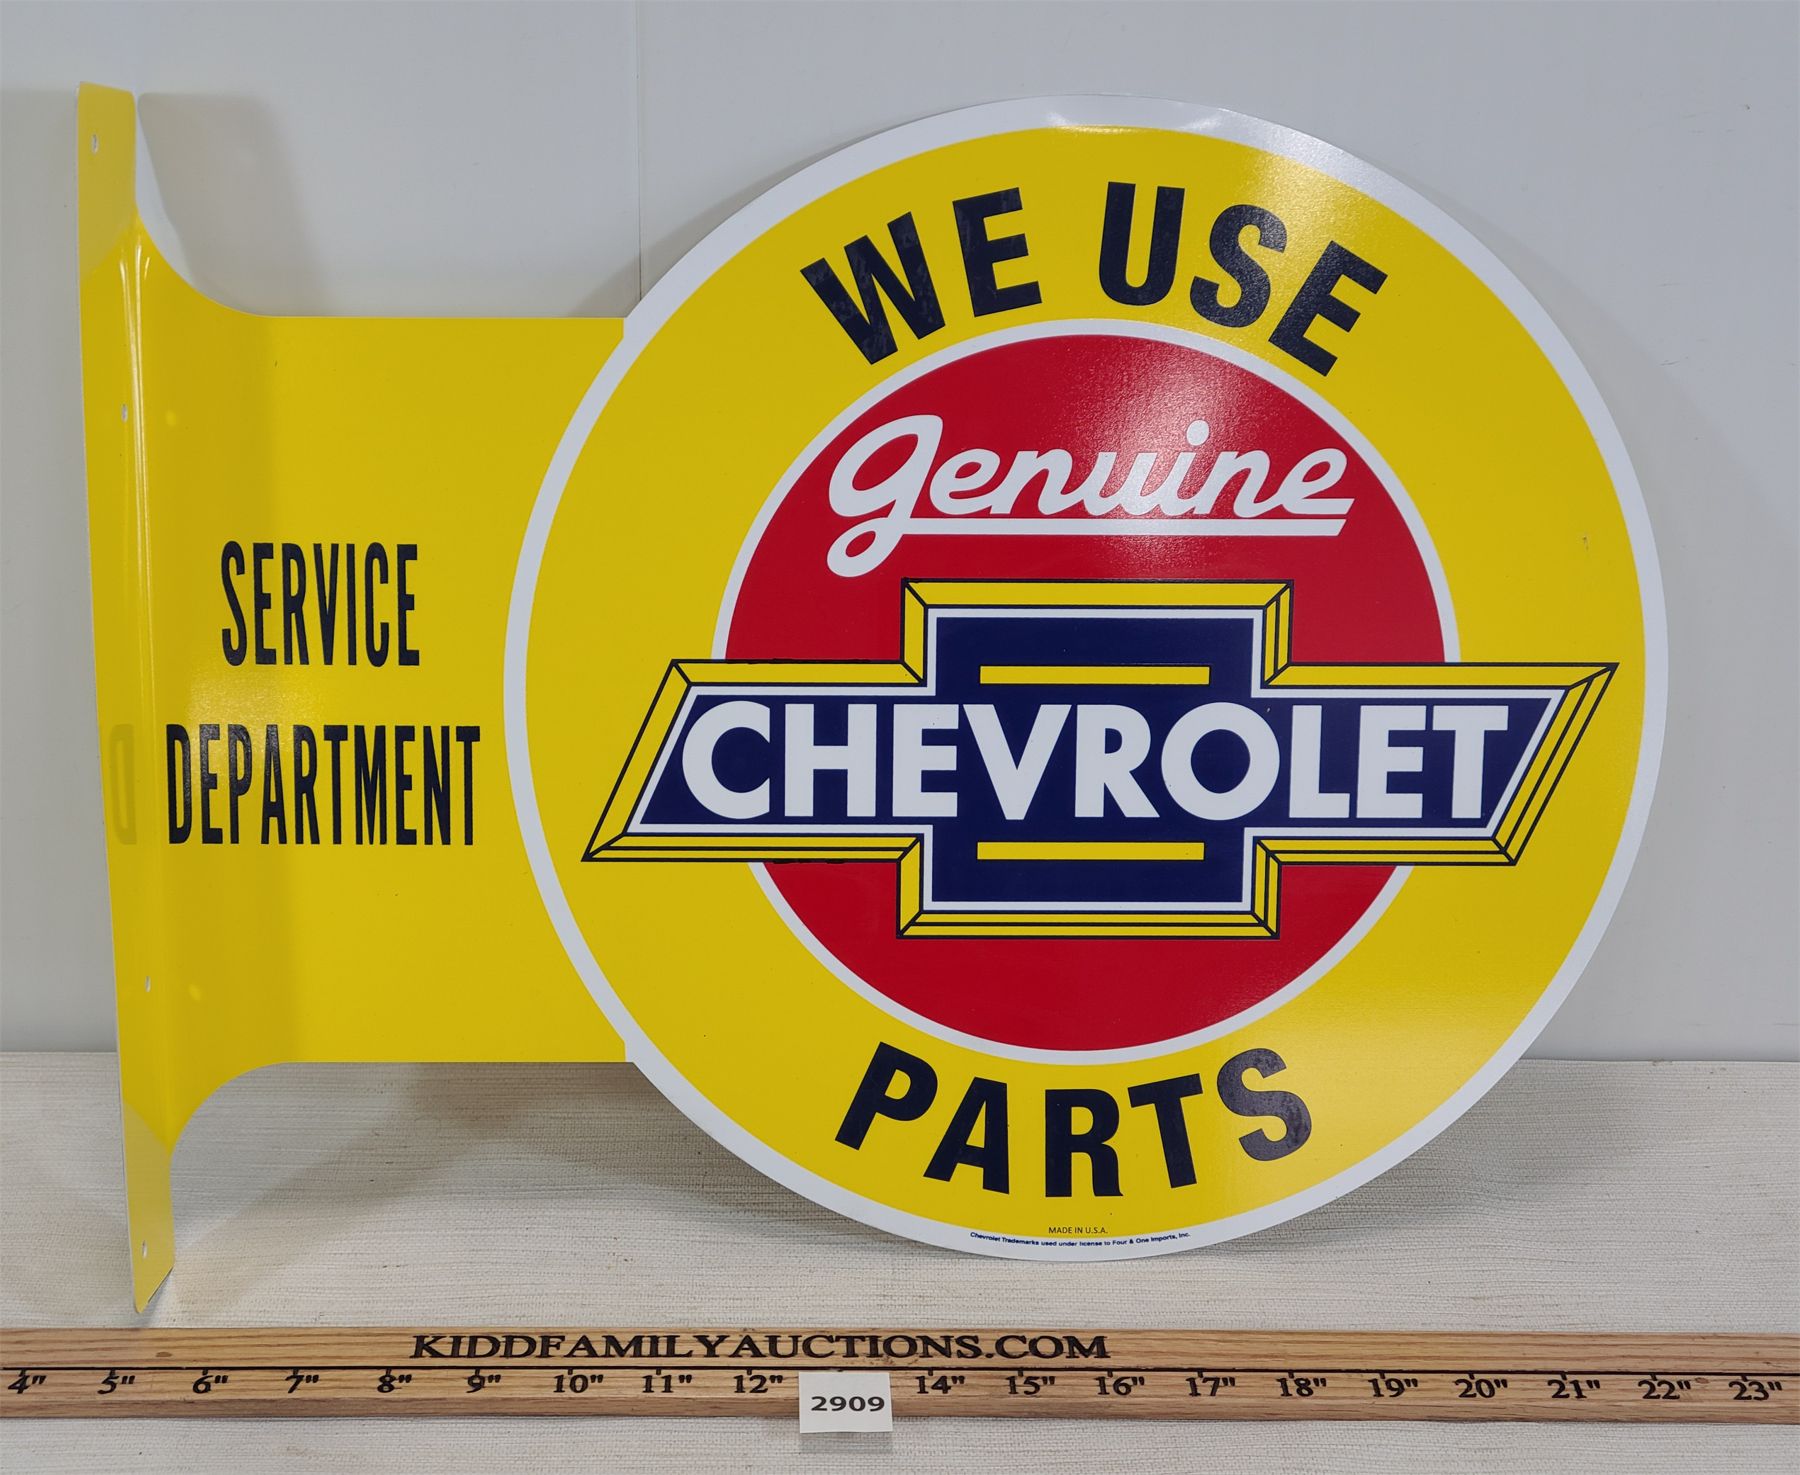 WE USE
Genuine
CHEVROLET
PARTS
SERVICE
DEPARTMENT
MADE IN U.S.A.
Chevrolet Trademarks used under license to Four & One Imports, Inc.
KIDDFAMILYAUCTIONS.COM
4" 5" 6" 7" 8" 9" 10" 11" 12" 14" 15" 16" 17" 18" 19" 20" 21" 22" 23"
2909